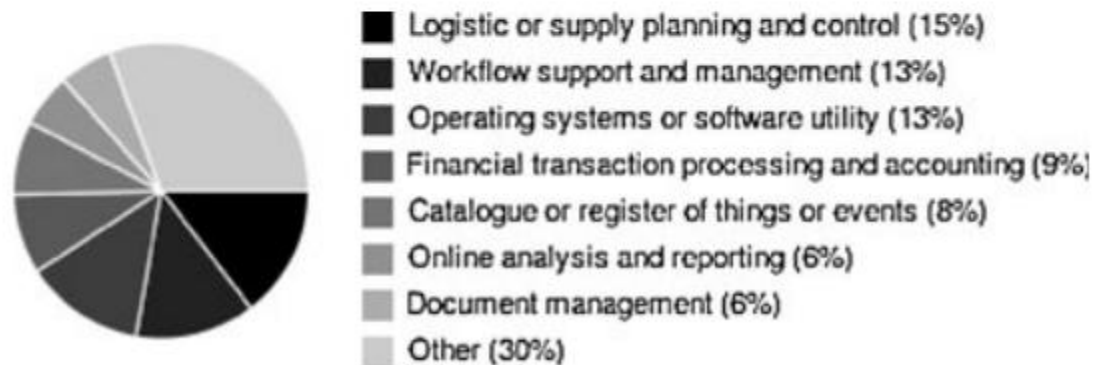 Logistic or supply planning and control (15%)
Workflow support and management (13%)
Operating systems or software utility (13%)
Financial transaction processing and accounting (9%)
Catalogue or register of things or events (8%)
Online analysis and reporting (6%)
Document management (6%)
Other (30%)